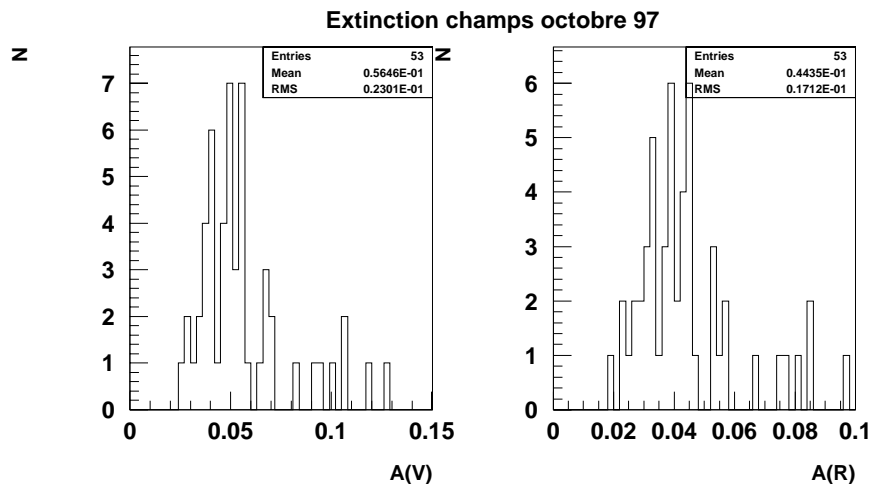 Extinction champs octobre 97
N
Entries 53
Mean 0.5646E-01
RMS 0.2301E-01
7
6
5
4
3
2
1
0
0 0.05 0.1 0.15
A(V)
N
Entries 53
Mean 0.4435E-01
RMS 0.1712E-01
6
5
4
3
2
1
0
0 0.02 0.04 0.06 0.08 0.1
A(R)